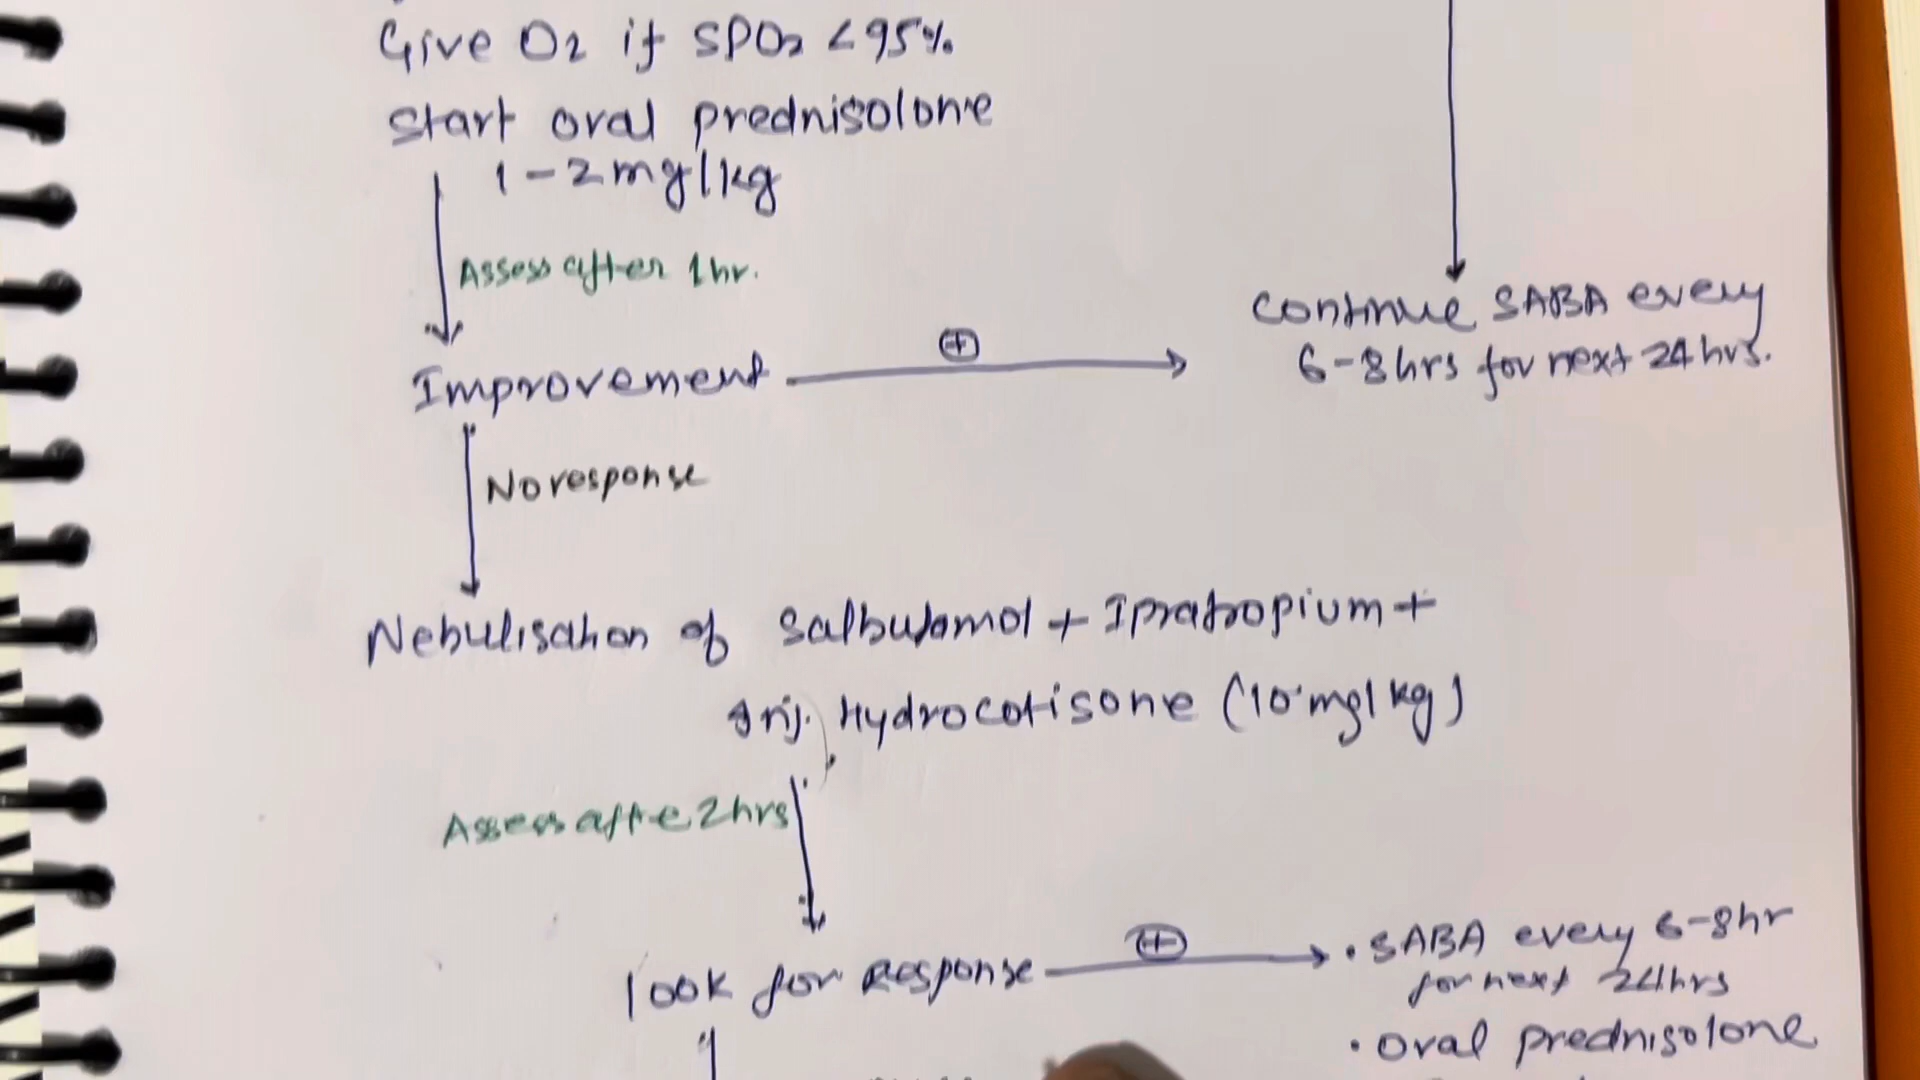 Give O2 if SPO2 <95%
Start oral prednisolone
1-2mg/kg
Assess after 1hr.
Improvement
+
Continue SABA every
6-8hrs for next 24hrs.
No response
Nebulisation of Salbutamol + Ipratropium +
Inj. Hydrocotisone (10mg/kg)
Assess afte 2hrs
look for Response
+
• SABA every 6-8hr
for next 24hrs
• oral prednisolone